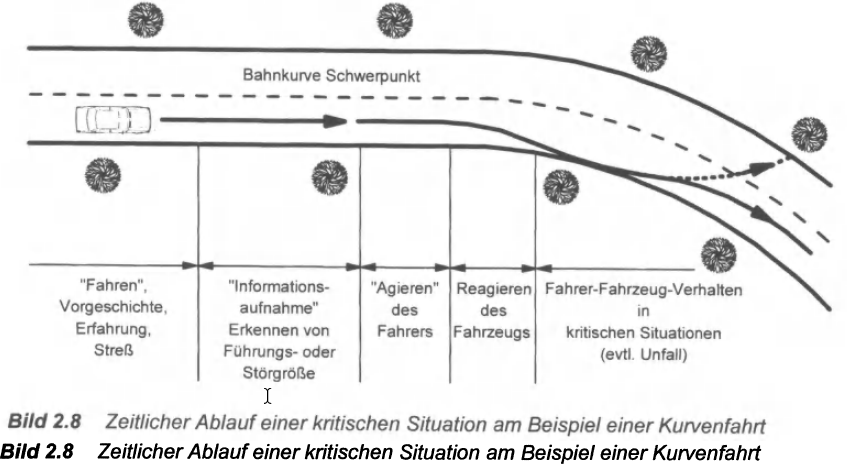 Bahnkurve Schwerpunkt
"Fahren",
Vorgeschichte,
Erfahrung,
Streß
"Informations-
aufnahme"
Erkennen von
Führungs- oder
Störgröße
"Agieren"
des
Fahrers
Reagieren
des
Fahrzeugs
Fahrer-Fahrzeug-Verhalten
in
kritischen Situationen
(evtl. Unfall)
Bild 2.8 Zeitlicher Ablauf einer kritischen Situation am Beispiel einer Kurvenfahrt
Bild 2.8 Zeitlicher Ablauf einer kritischen Situation am Beispiel einer Kurvenfahrt